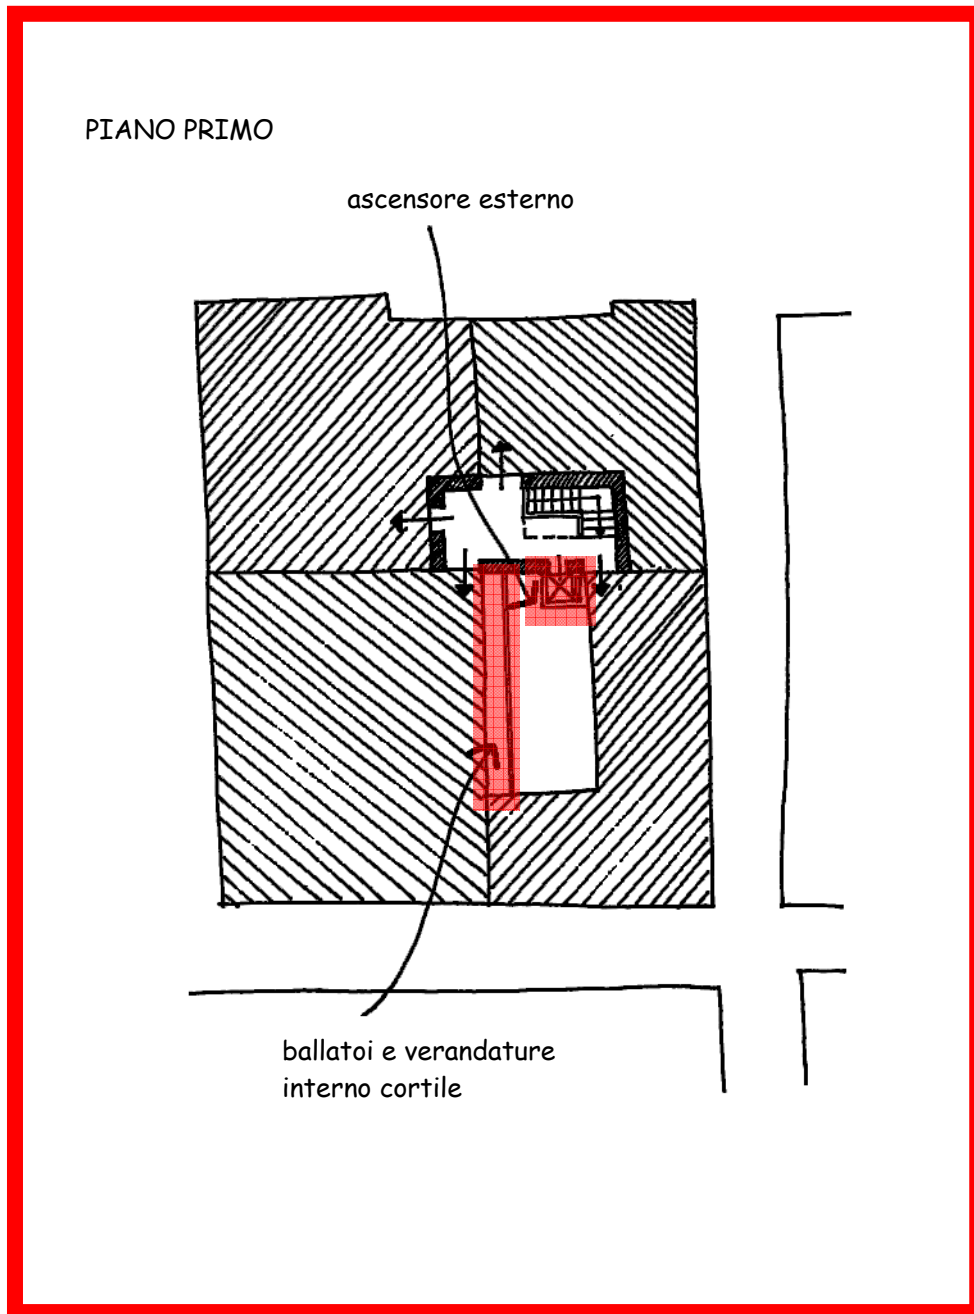 PIANO PRIMO
ascensore esterno
ballatoi e verandature
interno cortile